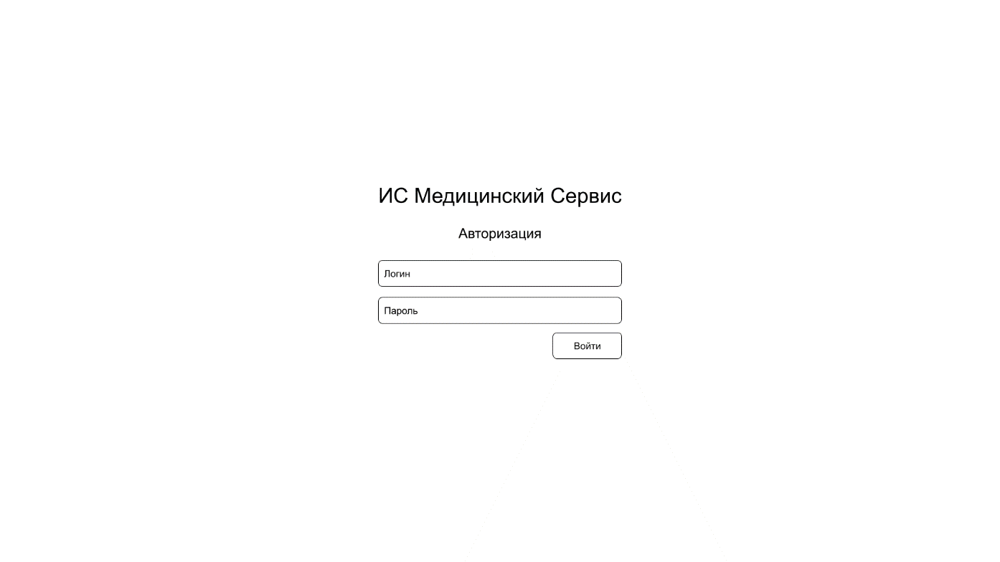 ИС Медицинский Сервис
Авторизация
Логин
Пароль
Войти